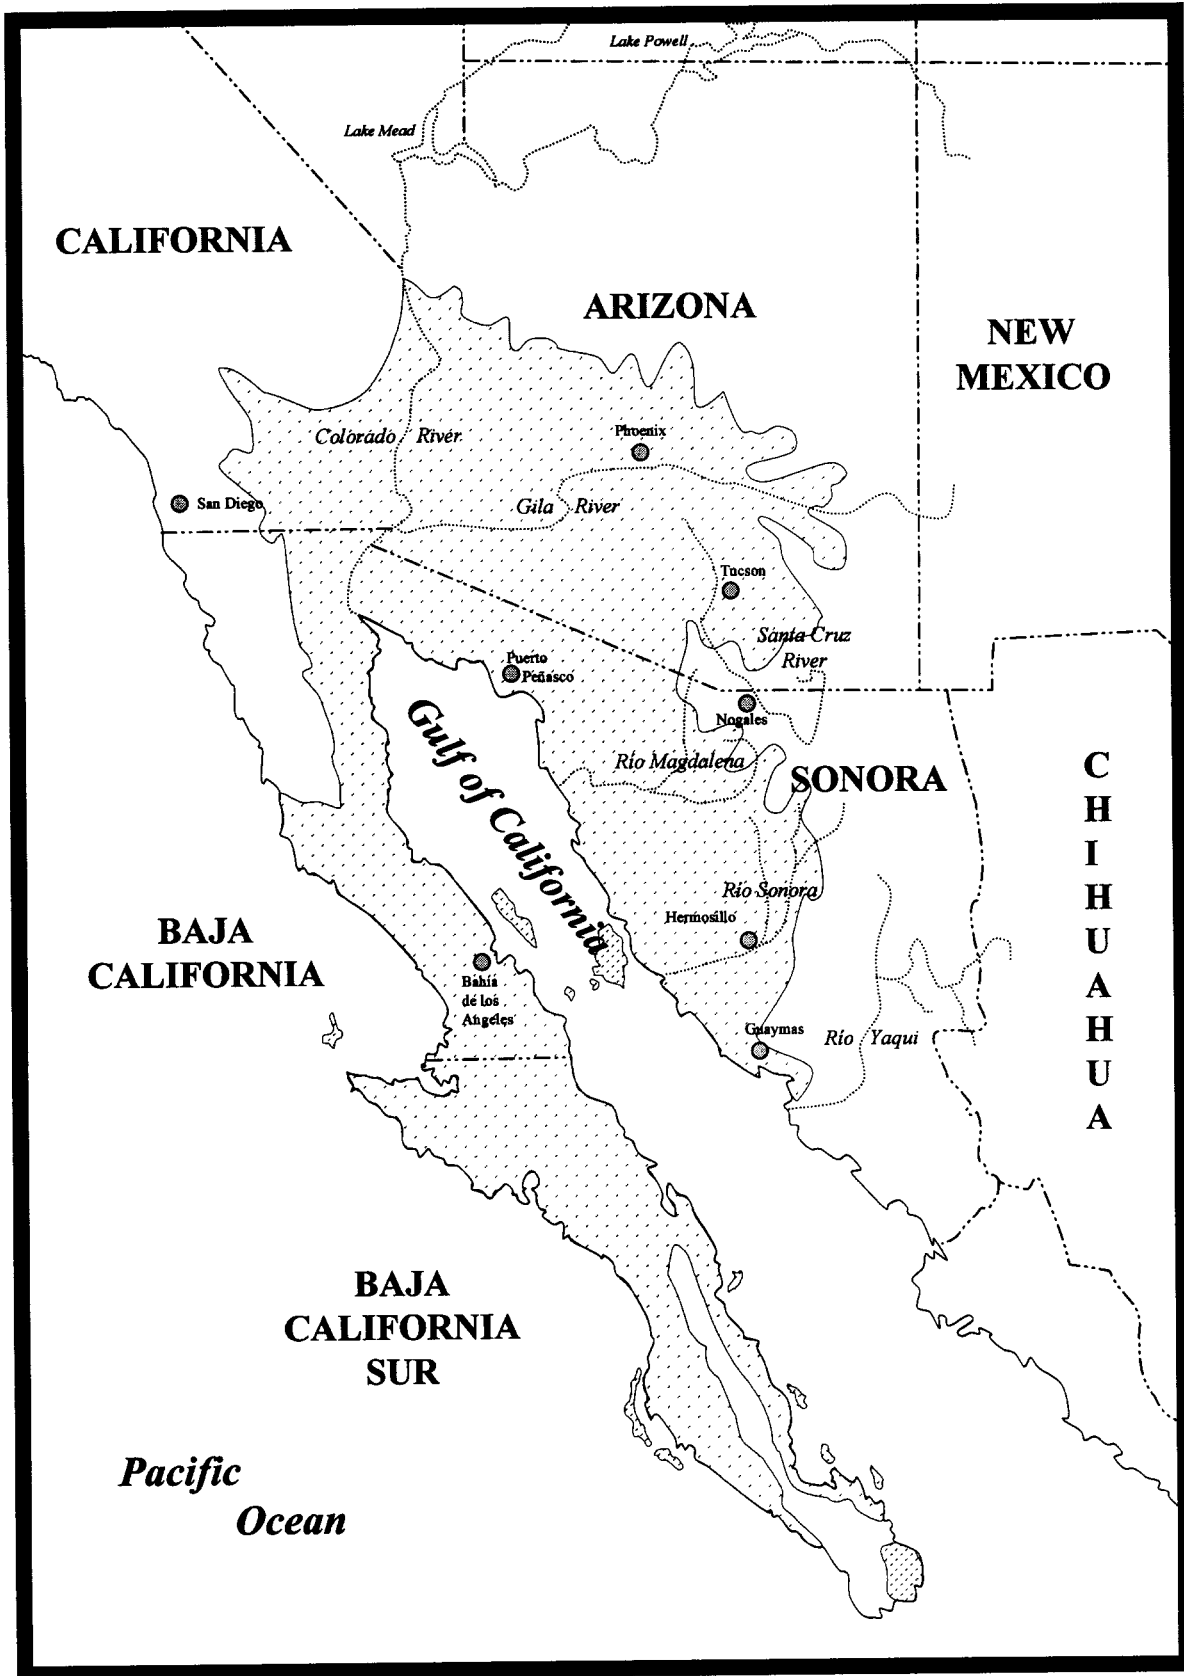 Lake Powell
Lake Mead
CALIFORNIA
ARIZONA
NEW
MEXICO
Colorado River
Phoenix
San Diego
Gila River
Tucson
Santa Cruz
River
Puerto
Peñasco
Nogales
Gulf of California
Río Magdalena
SONORA
C
H
I
H
U
A
H
U
A
Río Sonora
Hermosillo
BAJA
CALIFORNIA
Bahía
de los
Angeles
Guaymas
Río Yaqui
BAJA
CALIFORNIA
SUR
Pacific
Ocean